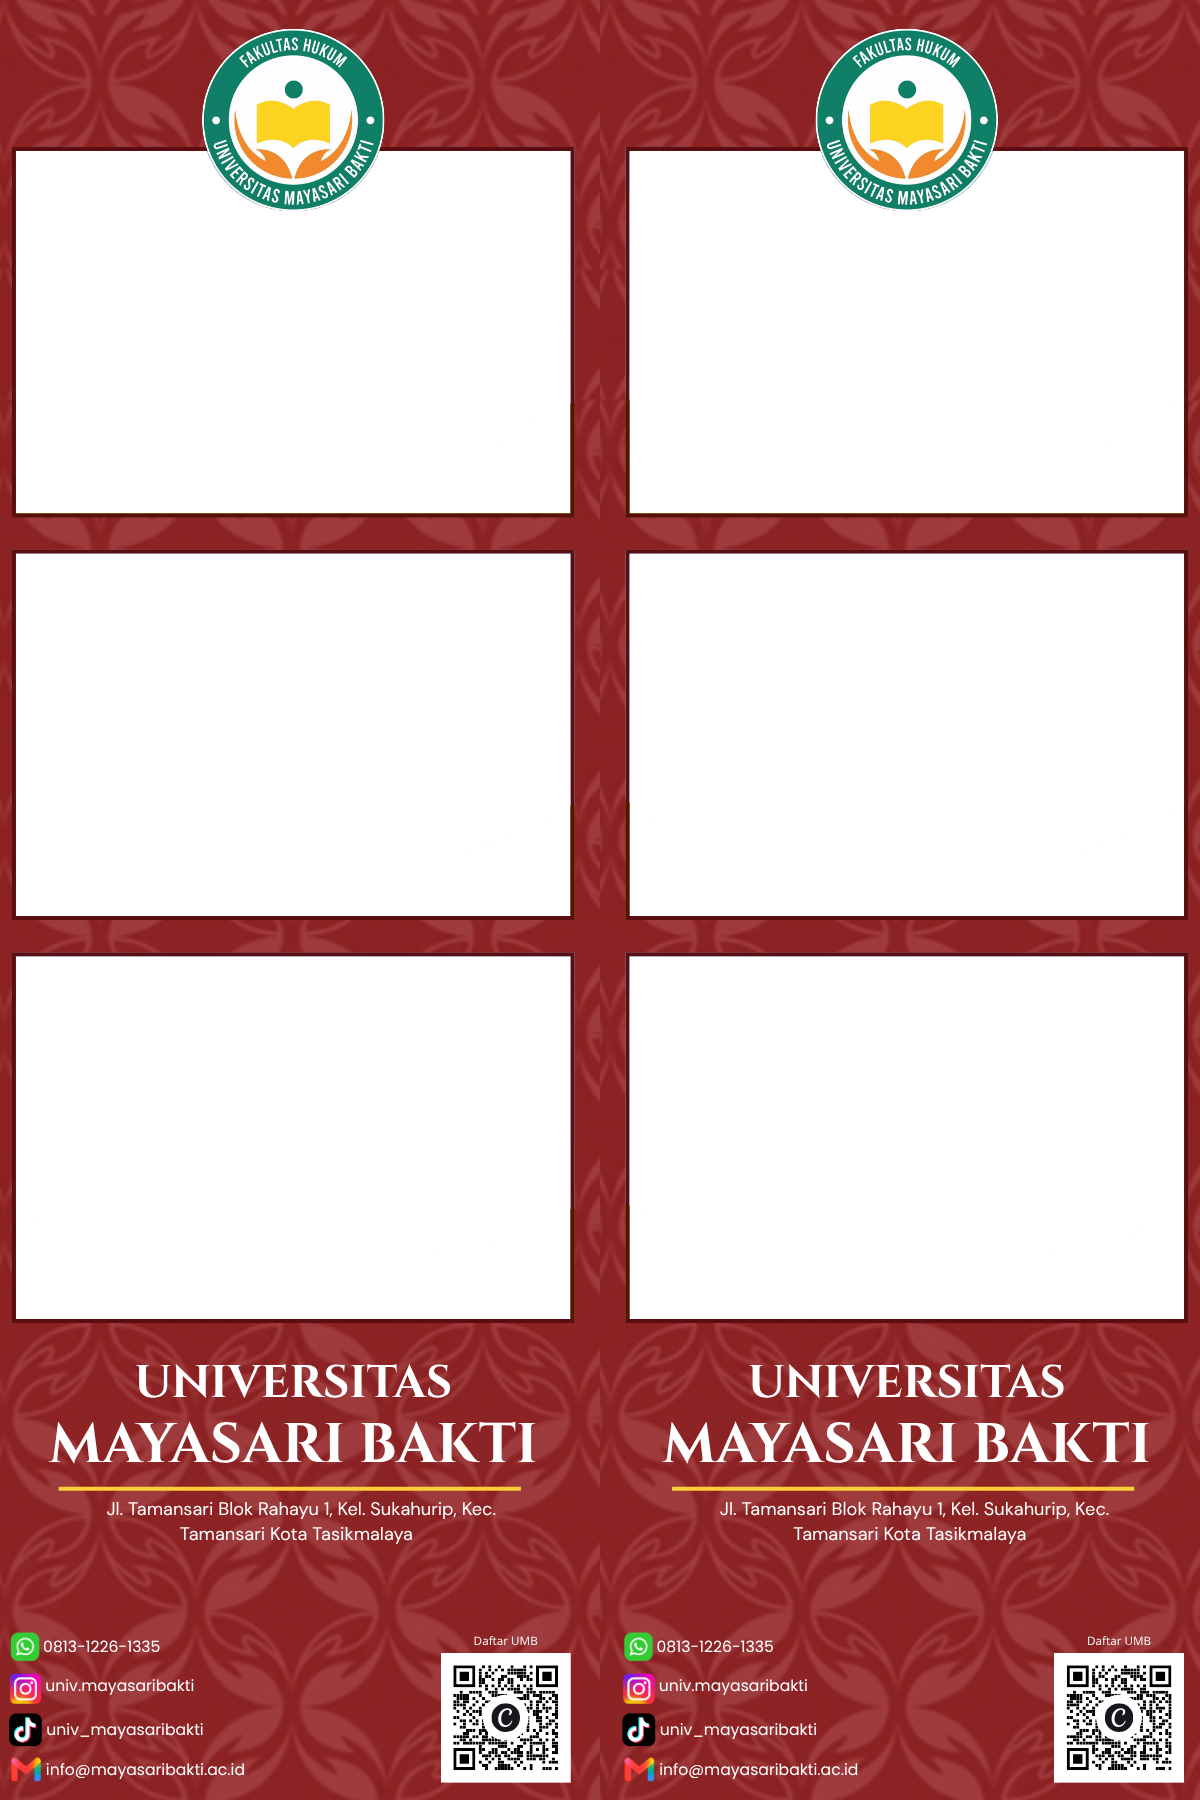 FAKULTAS HUKUM
UNIVERSITAS MAYASARI BAKTI
UNIVERSITAS
MAYASARI BAKTI
Jl. Tamansari Blok Rahayu 1, Kel. Sukahurip, Kec.
Tamansari Kota Tasikmalaya
0813-1226-1335
univ.mayasaribakti
univ_mayasaribakti
info@mayasaribakti.ac.id
Daftar UMB
C
FAKULTAS HUKUM
UNIVERSITAS MAYASARI BAKTI
UNIVERSITAS
MAYASARI BAKTI
Jl. Tamansari Blok Rahayu 1, Kel. Sukahurip, Kec.
Tamansari Kota Tasikmalaya
0813-1226-1335
univ.mayasaribakti
univ_mayasaribakti
info@mayasaribakti.ac.id
Daftar UMB
C